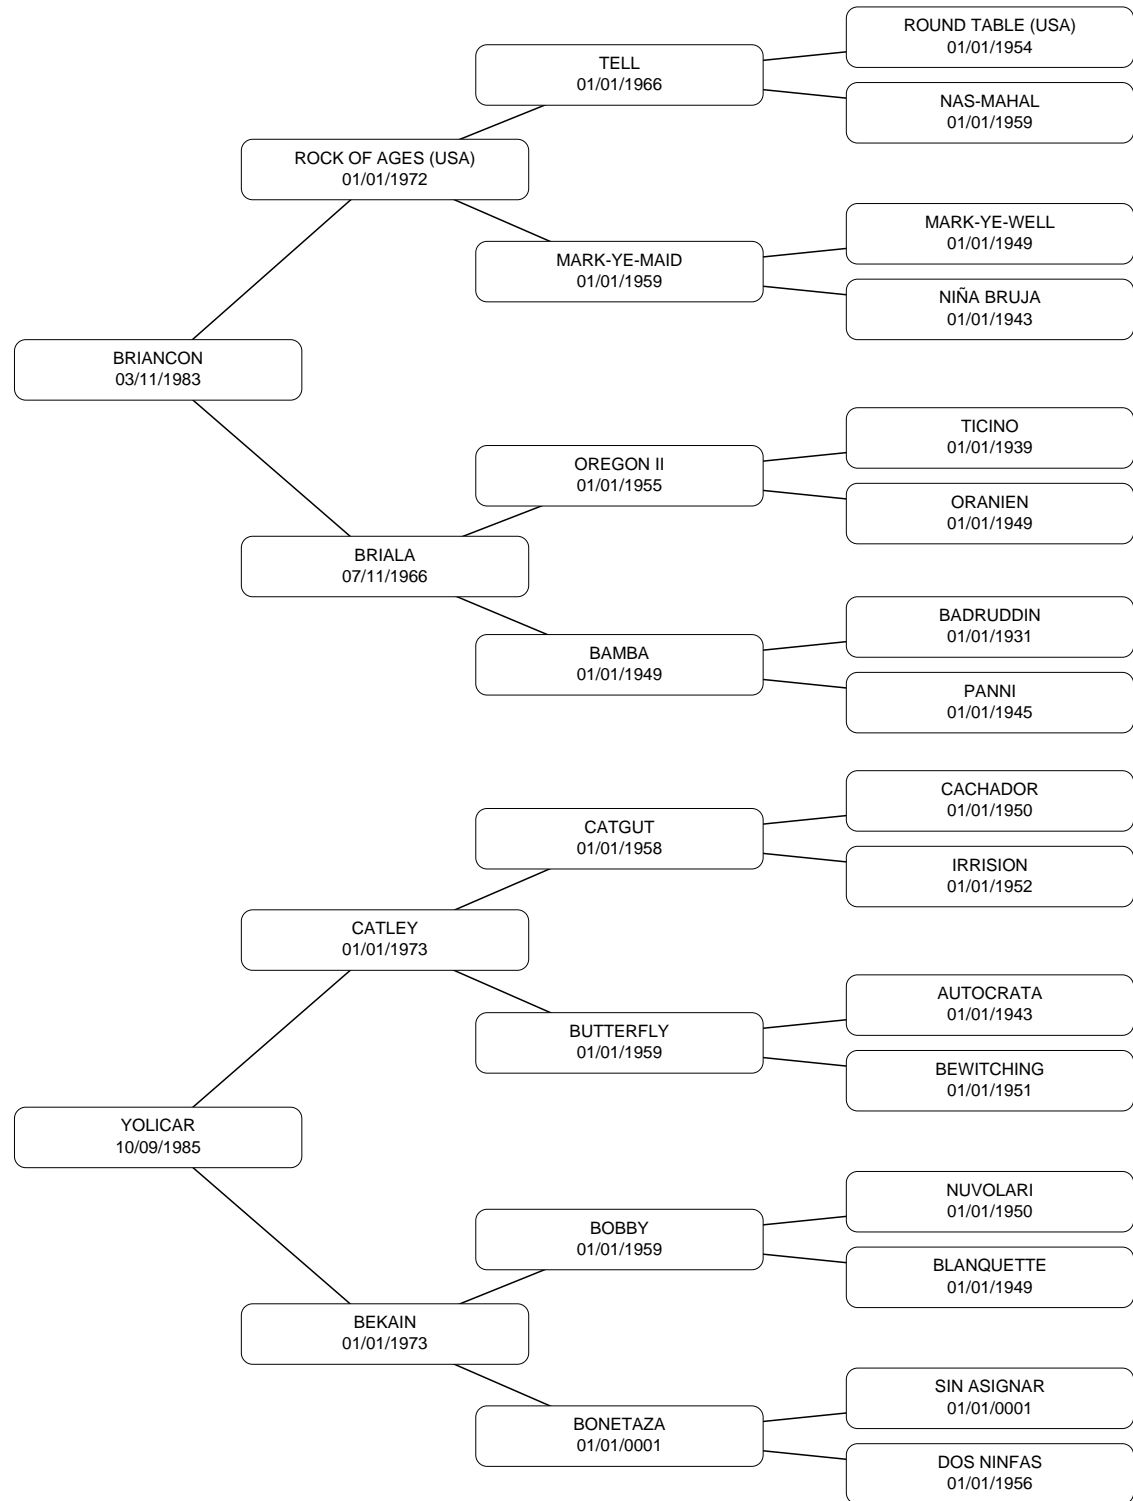 ROUND TABLE (USA)
01/01/1954
TELL
01/01/1966
NAS-MAHAL
01/01/1959
ROCK OF AGES (USA)
01/01/1972
MARK-YE-WELL
01/01/1949
MARK-YE-MAID
01/01/1959
NIÑA BRUJA
01/01/1943
BRIANCON
03/11/1983
TICINO
01/01/1939
OREGON II
01/01/1955
ORANIEN
01/01/1949
BRIALA
07/11/1966
BADRUDDIN
01/01/1931
BAMBA
01/01/1949
PANNI
01/01/1945
CACHADOR
01/01/1950
CATGUT
01/01/1958
IRRISION
01/01/1952
CATLEY
01/01/1973
AUTOCRATA
01/01/1943
BUTTERFLY
01/01/1959
BEWITCHING
01/01/1951
YOLICAR
10/09/1985
NUVOLARI
01/01/1950
BOBBY
01/01/1959
BLANQUETTE
01/01/1949
BEKAIN
01/01/1973
SIN ASIGNAR
01/01/0001
BONETAZA
01/01/0001
DOS NINFAS
01/01/1956